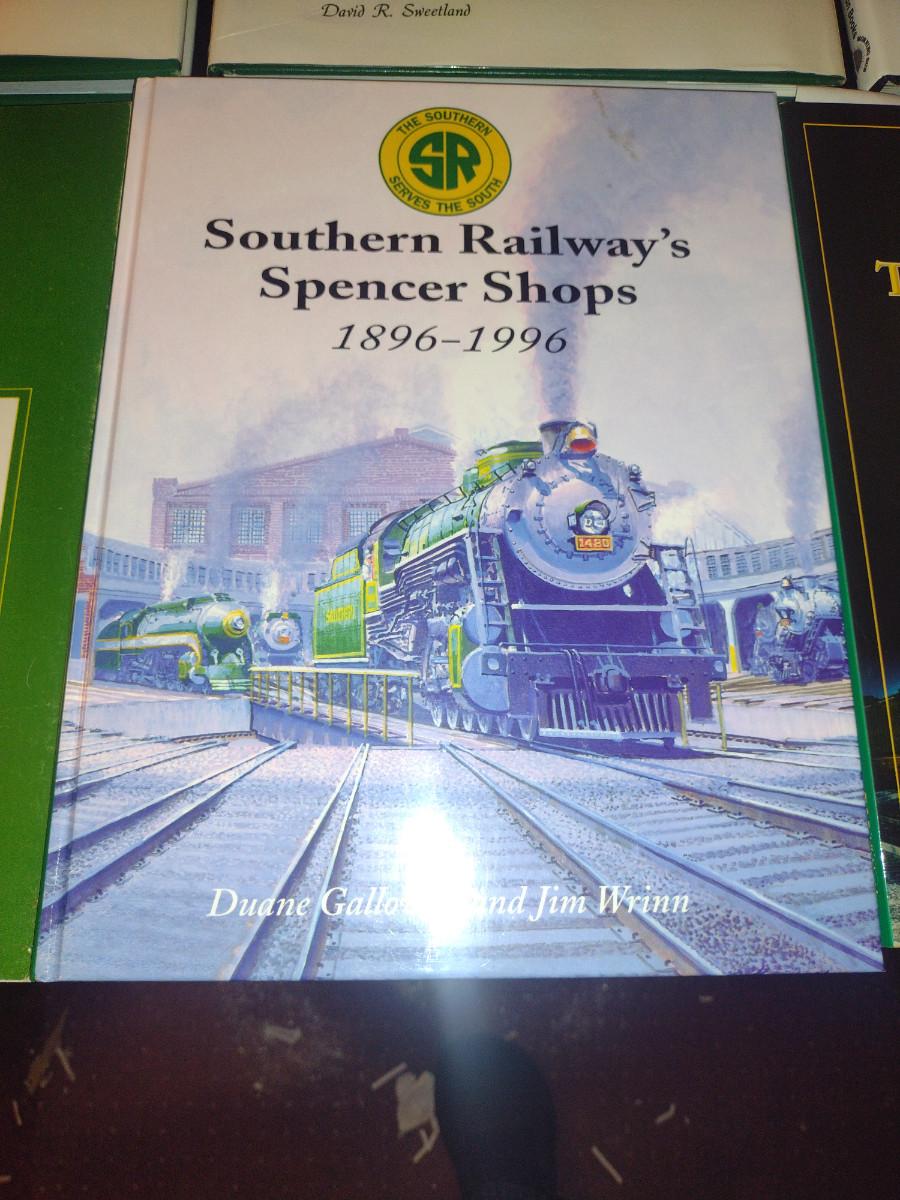 David R. Sweetland
THE SOUTHERN
SR
SERVES THE SOUTH
Southern Railway's
Spencer Shops
1896–1996
1480
SOUTHERN
Duane and Jim Wrinn